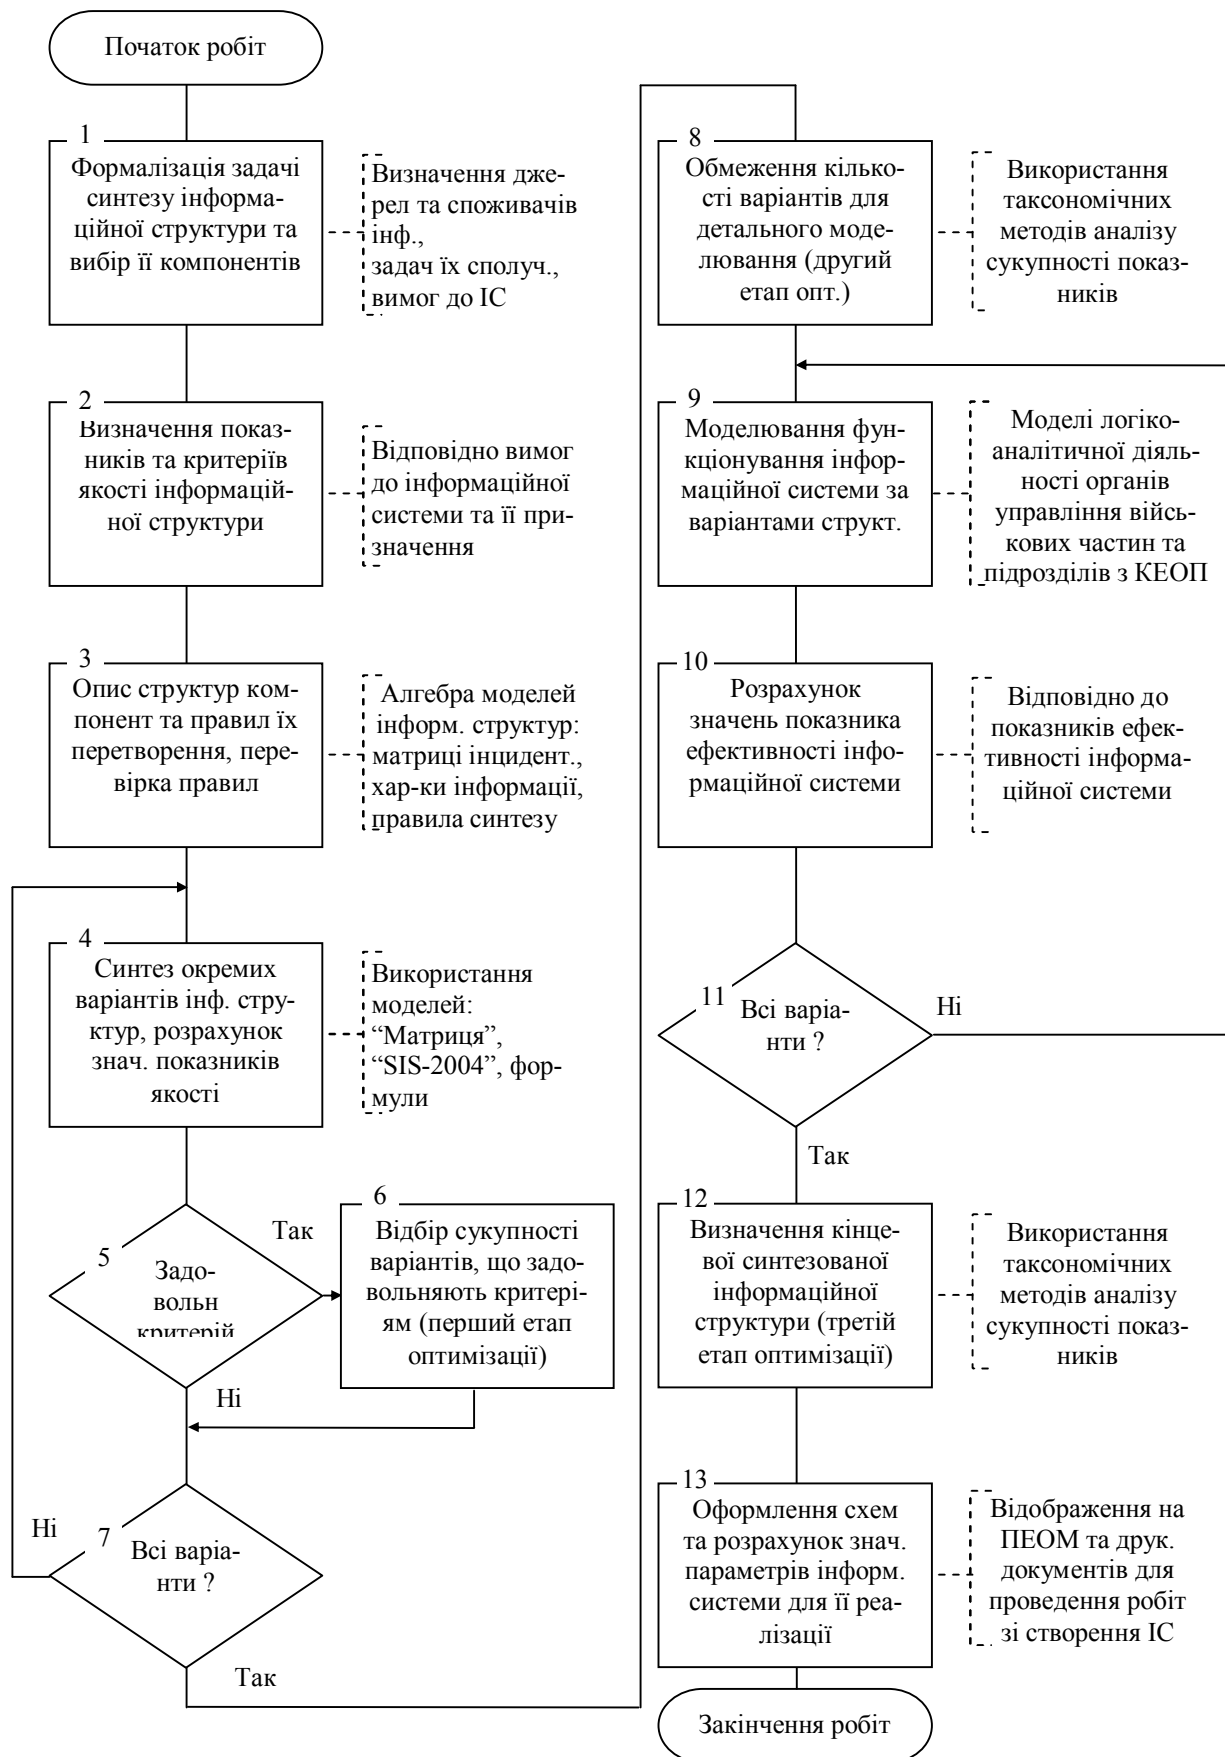 Початок робіт
1
Формалізація задачі
синтезу інформа-
ційної структури та
вибір її компонентів
Визначення дже-
рел та споживачів
інф.,
задач їх сполуч.,
вимог до ІС
2
Визначення показ-
ників та критеріїв
якості інформацій-
ної структури
Відповідно вимог
до інформаційної
системи та її при-
значення
3
Опис структур ком-
понент та правил їх
перетворення, пере-
вірка правил
Алгебра моделей
інформ. структур:
матриці інцидент.,
хар-ки інформації,
правила синтезу
4
Синтез окремих
варіантів інф. стру-
ктур, розрахунок
знач. показників
якості
Використання
моделей:
“Матриця”,
“SIS-2004”, фор-
мули
5
Задо-
вольн
критерій
Так
Ні
6
Відбір сукупності
варіантів, що задо-
вольняють критері-
ям (перший етап
оптимізації)
7
Всі варіа-
нти ?
Ні
Так
8
Обмеження кілько-
сті варіантів для
детального моде-
лювання (другий
етап опт.)
Використання
таксономічних
методів аналізу
сукупності показ-
ників
9
Моделювання фун-
кціонування інфор-
маційної системи за
варіантами структ.
Моделі логіко-
аналітичної діяль-
ності органів
управління війсь-
кових частин та
підрозділів з КЕОП
10
Розрахунок
значень показника
ефективності інфо-
рмаційної системи
Відповідно до
показників ефек-
тивності інформа-
ційної системи
11
Всі варіа-
нти ?
Ні
Так
12
Визначення кінце-
вої синтезованої
інформаційної
структури (третій
етап оптимізації)
Використання
таксономічних
методів аналізу
сукупності показ-
ників
13
Оформлення схем
та розрахунок знач.
параметрів інформ.
системи для її реа-
лізації
Відображення на
ПЕОМ та друк.
документів для
проведення робіт
зі створення ІС
Закінчення робіт